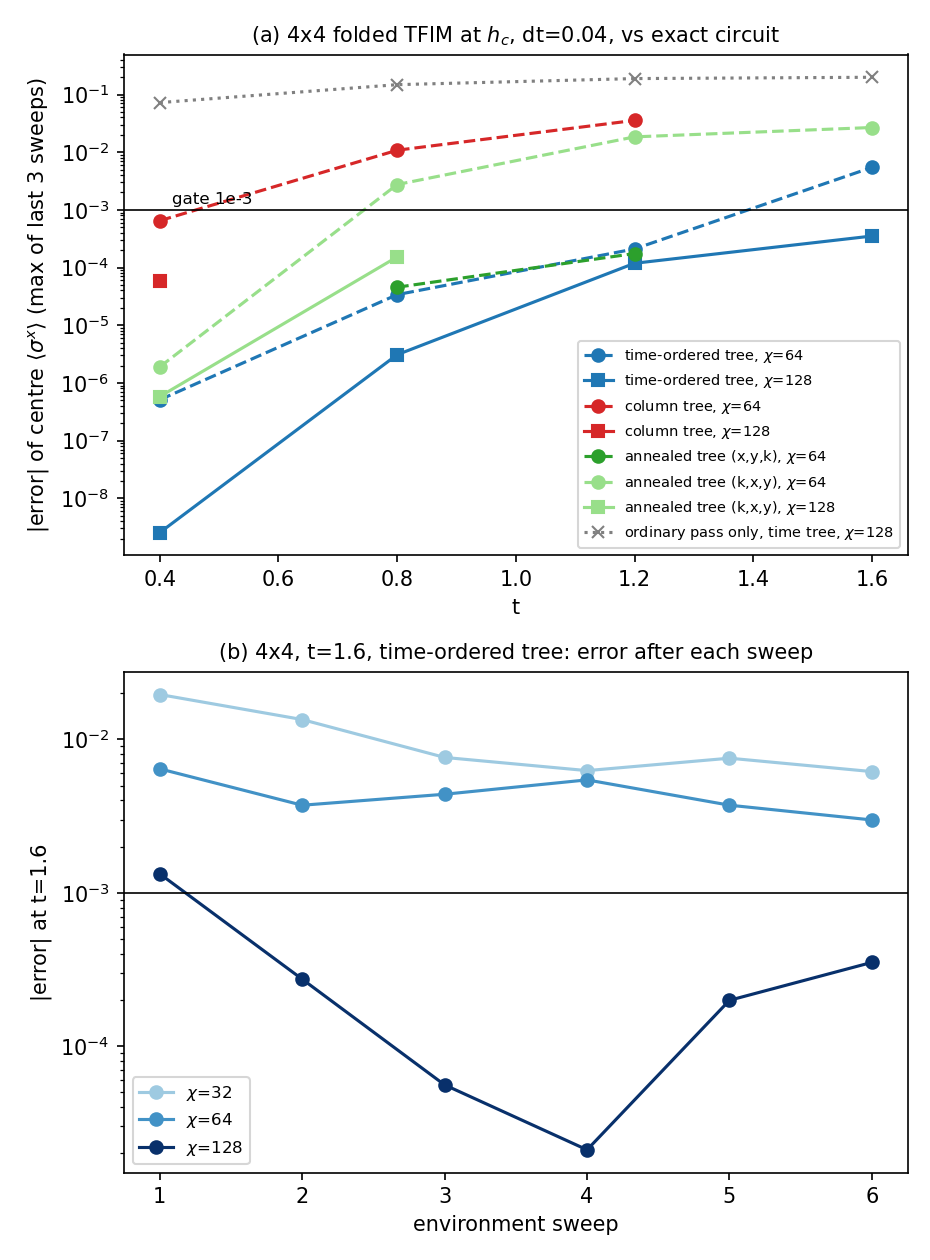 (a) 4x4 folded TFIM at $h_c$, dt=0.04, vs exact circuit
|error| of centre ⟨σˣ⟩ (max of last 3 sweeps)
10⁻¹
10⁻²
10⁻³
10⁻⁴
10⁻⁵
10⁻⁶
10⁻⁷
10⁻⁸
gate 1e-3
time-ordered tree, χ=64
time-ordered tree, χ=128
column tree, χ=64
column tree, χ=128
annealed tree (x,y,k), χ=64
annealed tree (k,x,y), χ=64
annealed tree (k,x,y), χ=128
ordinary pass only, time tree, χ=128
0.4 0.6 0.8 1.0 1.2 1.4 1.6
t
(b) 4x4, t=1.6, time-ordered tree: error after each sweep
|error| at t=1.6
10⁻²
10⁻³
10⁻⁴
χ=32
χ=64
χ=128
1 2 3 4 5 6
environment sweep